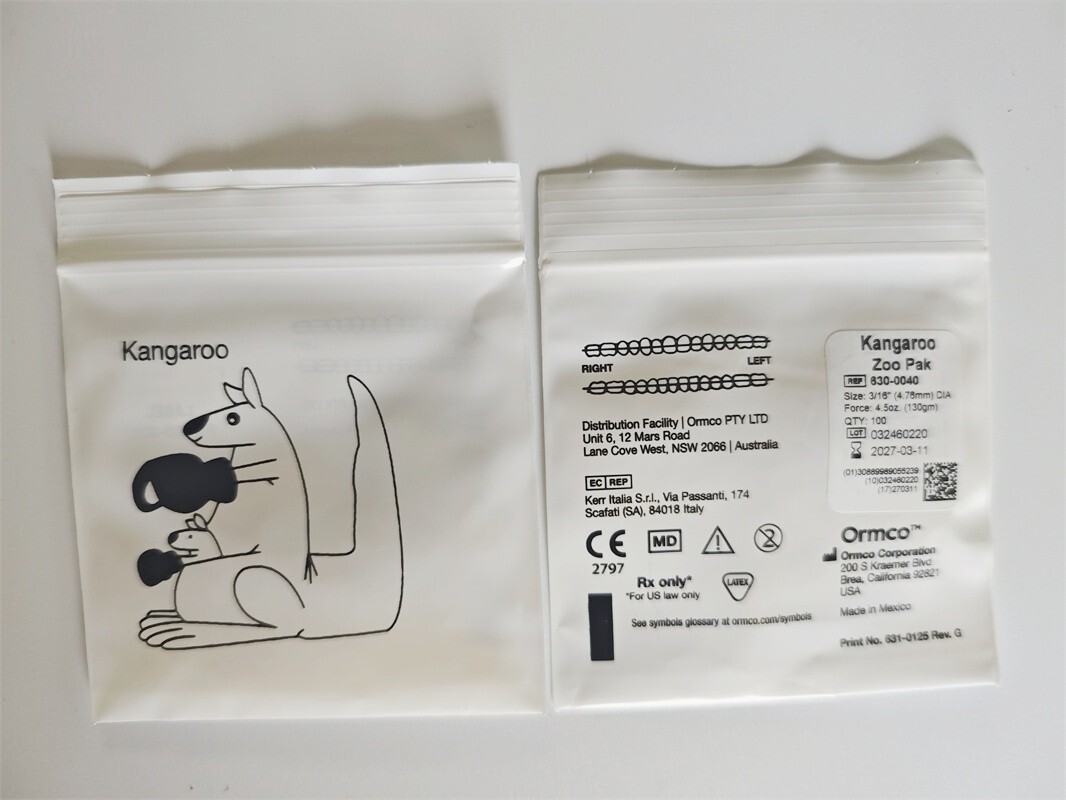 Kangaroo
RIGHT
LEFT
Distribution Facility | Ormco PTY LTD
Unit 6, 12 Mars Road
Lane Cove West, NSW 2066 | Australia
EC REP
Kerr Italia S.r.l., Via Passanti, 174
Scafati (SA), 84018 Italy
CE
2797
MD
2
Rx only*
*For US law only
LATEX
See symbols glossary at ormco.com/symbols
Kangaroo
Zoo Pak
REF 630-0040
Size: 3/16" (4.76mm) DIA
Force: 4.5oz. (130gm)
QTY: 100
LOT 032460220
2027-03-11
(10)032460220
(17)270311
Ormco™
Ormco Corporation
200 S Kraemer Blvd
Brea, California 92821
USA
Made in Mexico
Print No. 631-0125 Rev. G